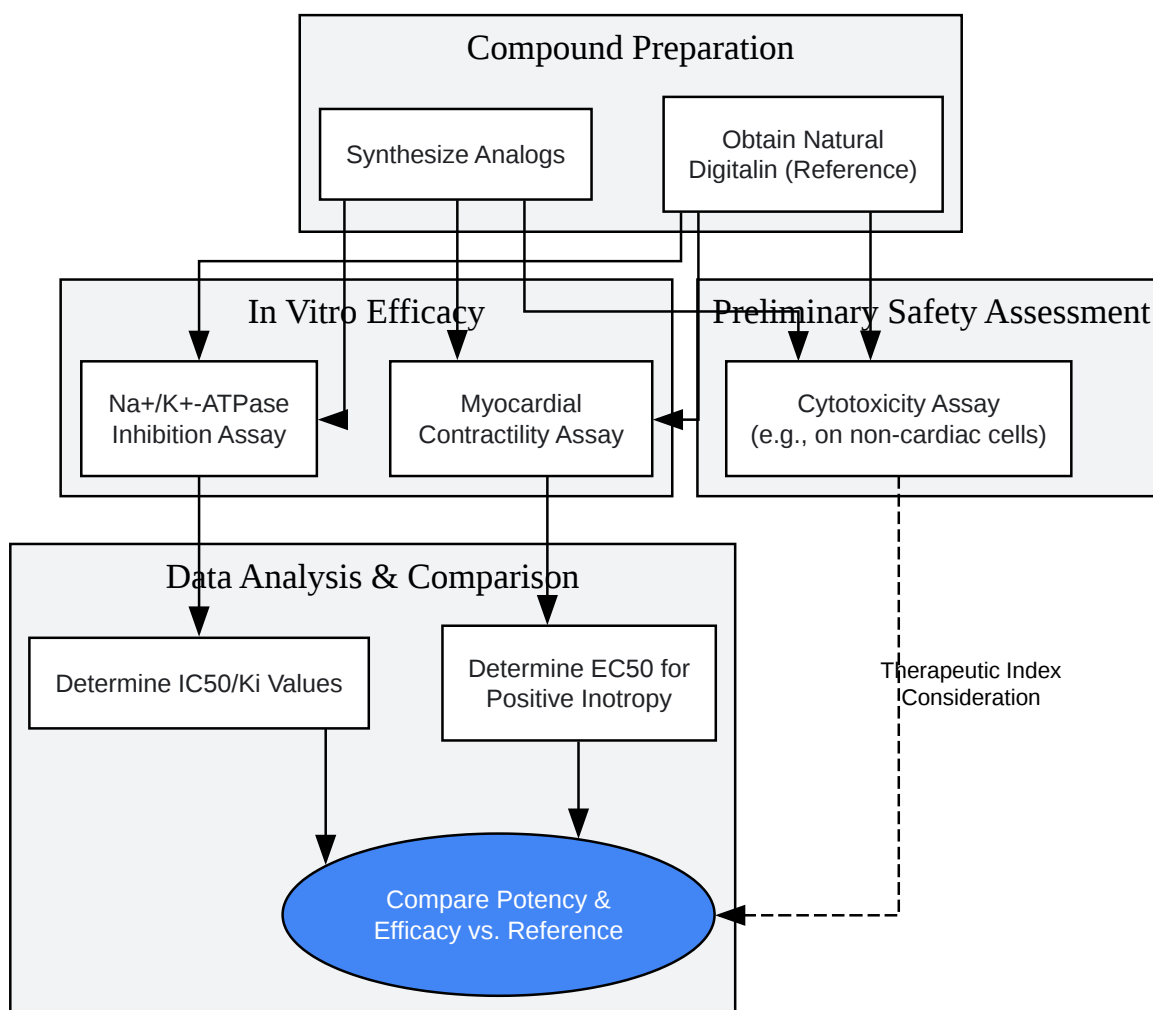 Compound Preparation
Synthesize Analogs
Obtain Natural
Digitalin (Reference)
In Vitro Efficacy
Preliminary Safety Assessment
Na+/K+-ATPase
Inhibition Assay
Myocardial
Contractility Assay
Cytotoxicity Assay
(e.g., on non-cardiac cells)
Data Analysis & Comparison
Determine IC50/Ki Values
Determine EC50 for
Positive Inotropy
Therapeutic Index
Consideration
Compare Potency &
Efficacy vs. Reference